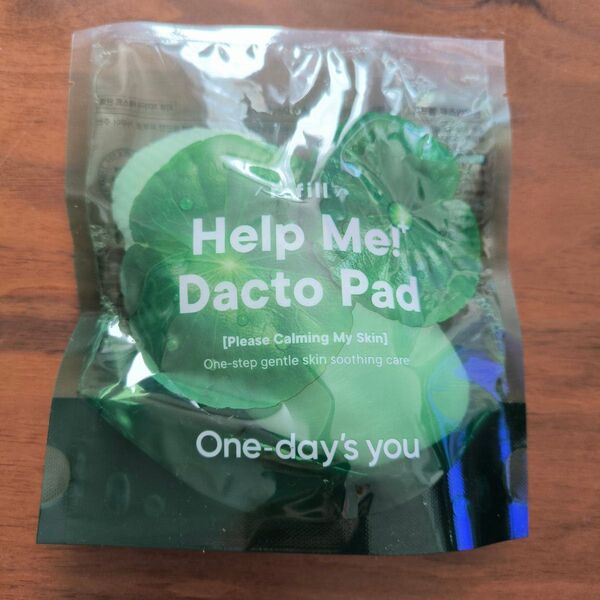 refill
Help Me!
Dacto Pad
[Please Calming My Skin]
One-step gentle skin soothing care
One-day's you